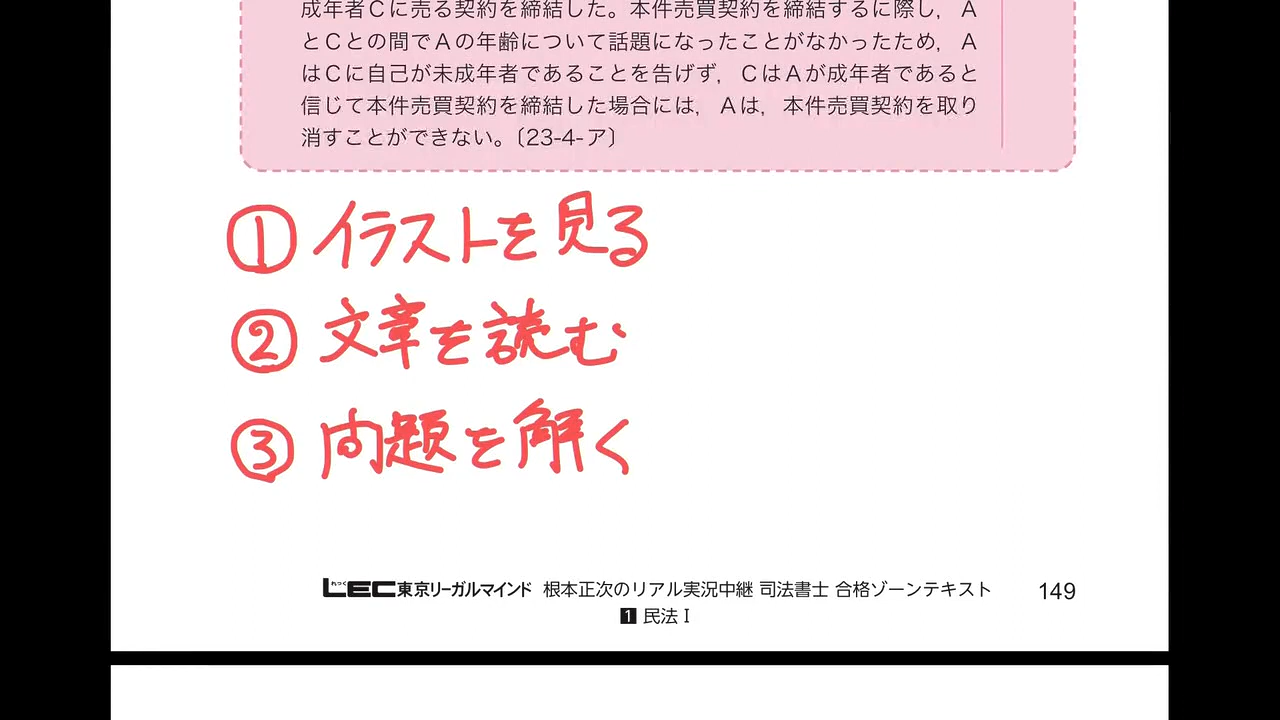 成年者Cに売る契約を締結した。本件売買契約を締結するに際し，A
とCとの間でAの年齢について話題になったことがなかったため，A
はCに自己が未成年者であることを告げず，CはAが成年者であると
信じて本件売買契約を締結した場合には，Aは，本件売買契約を取り
消すことができない。〔23-4-ア〕
① イラストを見る
② 文章を読む
③ 問題を解く
LEC東京リーガルマインド 根本正次のリアル実況中継 司法書士 合格ゾーンテキスト 149
1 民法Ⅰ